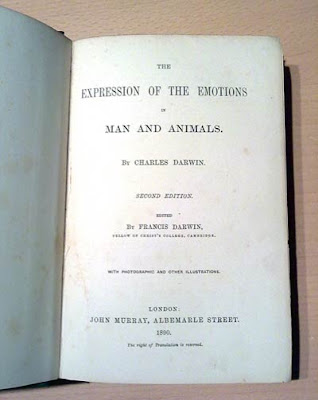 THE
EXPRESSION OF THE EMOTIONS
IN
MAN AND ANIMALS.
BY CHARLES DARWIN.
SECOND EDITION.
EDITED
BY FRANCIS DARWIN,
FELLOW OF CHRIST'S COLLEGE, CAMBRIDGE.
WITH PHOTOGRAPHIC AND OTHER ILLUSTRATIONS.
LONDON:
JOHN MURRAY, ALBEMARLE STREET.
1890.
The right of Translation is reserved.